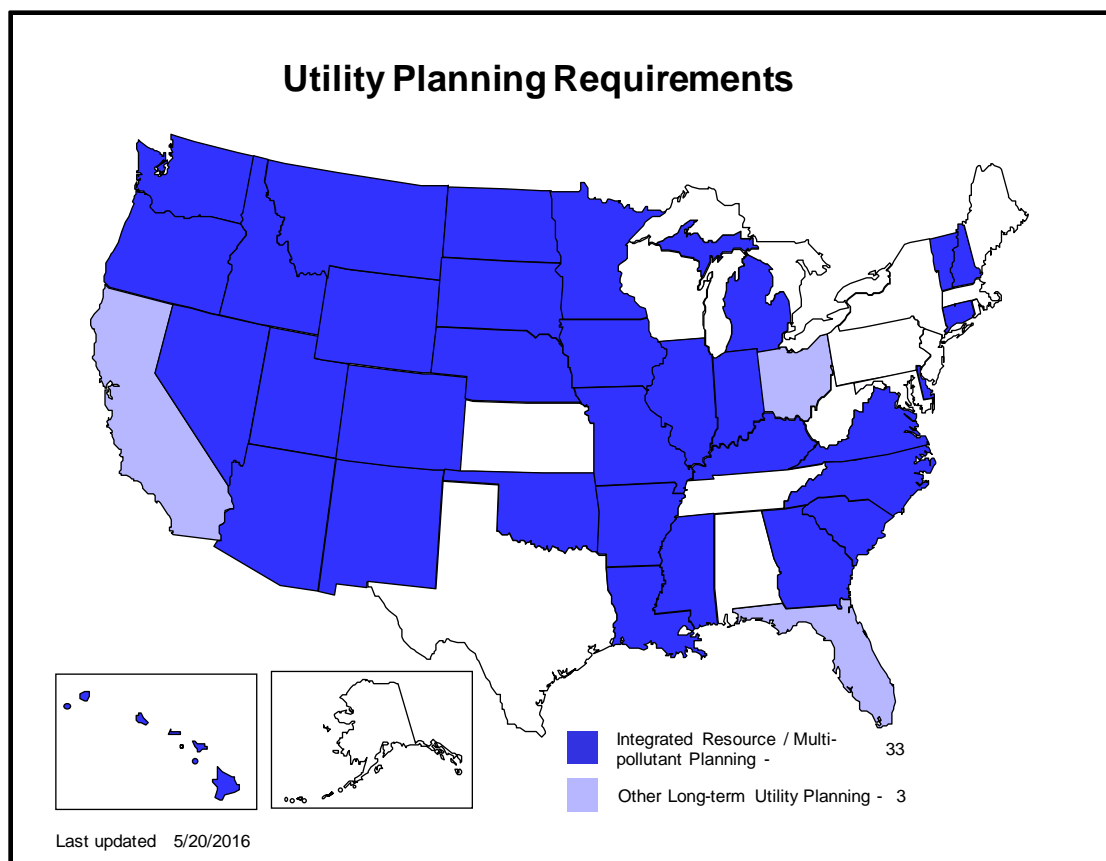 Utility Planning Requirements
Integrated Resource / Multi-
pollutant Planning - 33
Other Long-term Utility Planning - 3
Last updated 5/20/2016